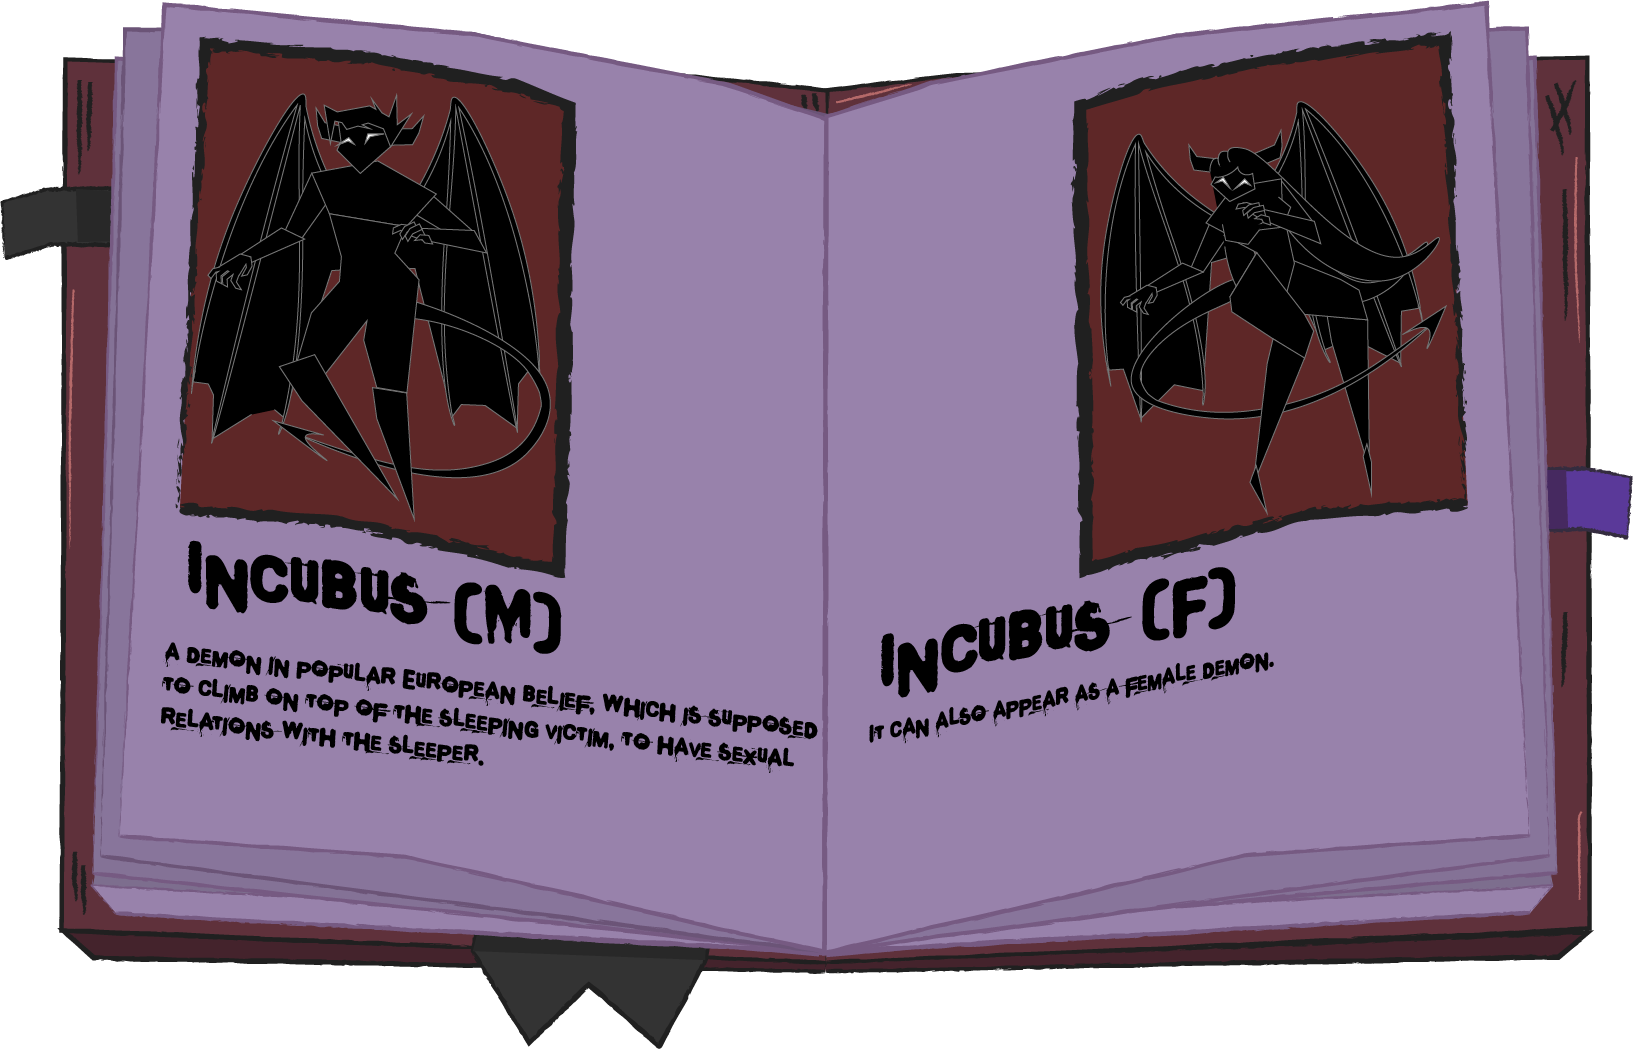 INCUBUS (M)
A DEMON IN POPULAR EUROPEAN BELIEF, WHICH IS SUPPOSED
TO CLIMB ON TOP OF THE SLEEPING VICTIM, TO HAVE SEXUAL
RELATIONS WITH THE SLEEPER.
INCUBUS (F)
IT CAN ALSO APPEAR AS A FEMALE DEMON.